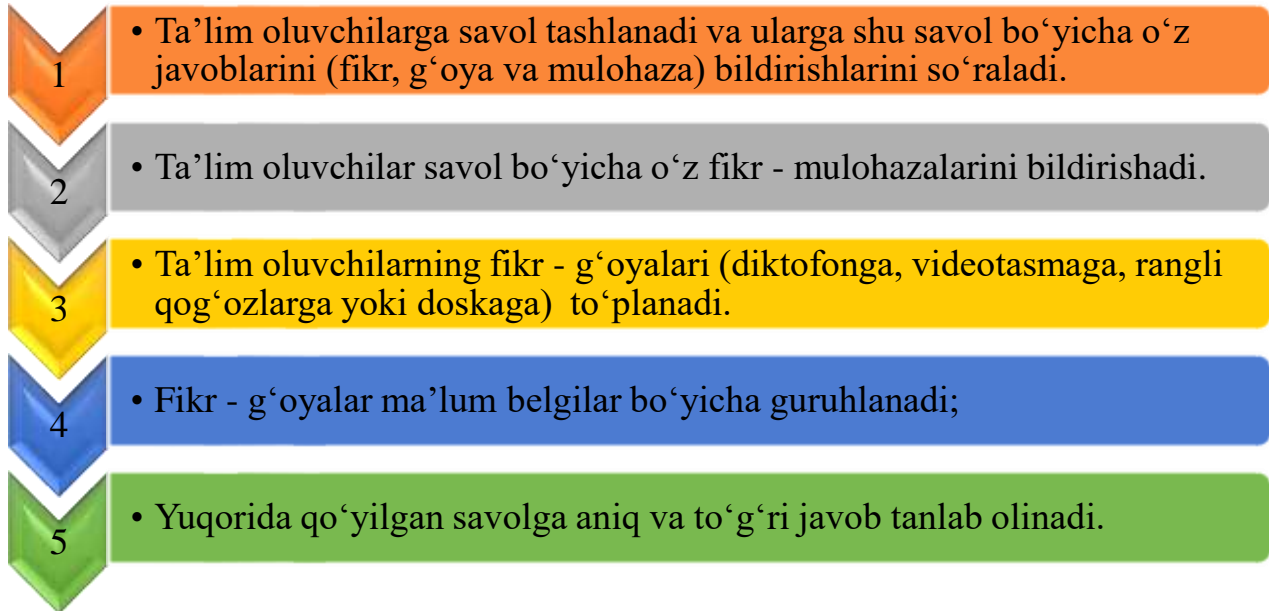 1
• Ta’lim oluvchilarga savol tashlanadi va ularga shu savol bo‘yicha o‘z
javoblarini (fikr, g‘oya va mulohaza) bildirishlarini so‘raladi.
2
• Ta’lim oluvchilar savol bo‘yicha o‘z fikr - mulohazalarini bildirishadi.
3
• Ta’lim oluvchilarning fikr - g‘oyalari (diktofonga, videotasmaga, rangli
qog‘ozlarga yoki doskaga) to‘planadi.
4
• Fikr - g‘oyalar ma’lum belgilar bo‘yicha guruhlanadi;
5
• Yuqorida qo‘yilgan savolga aniq va to‘g‘ri javob tanlab olinadi.